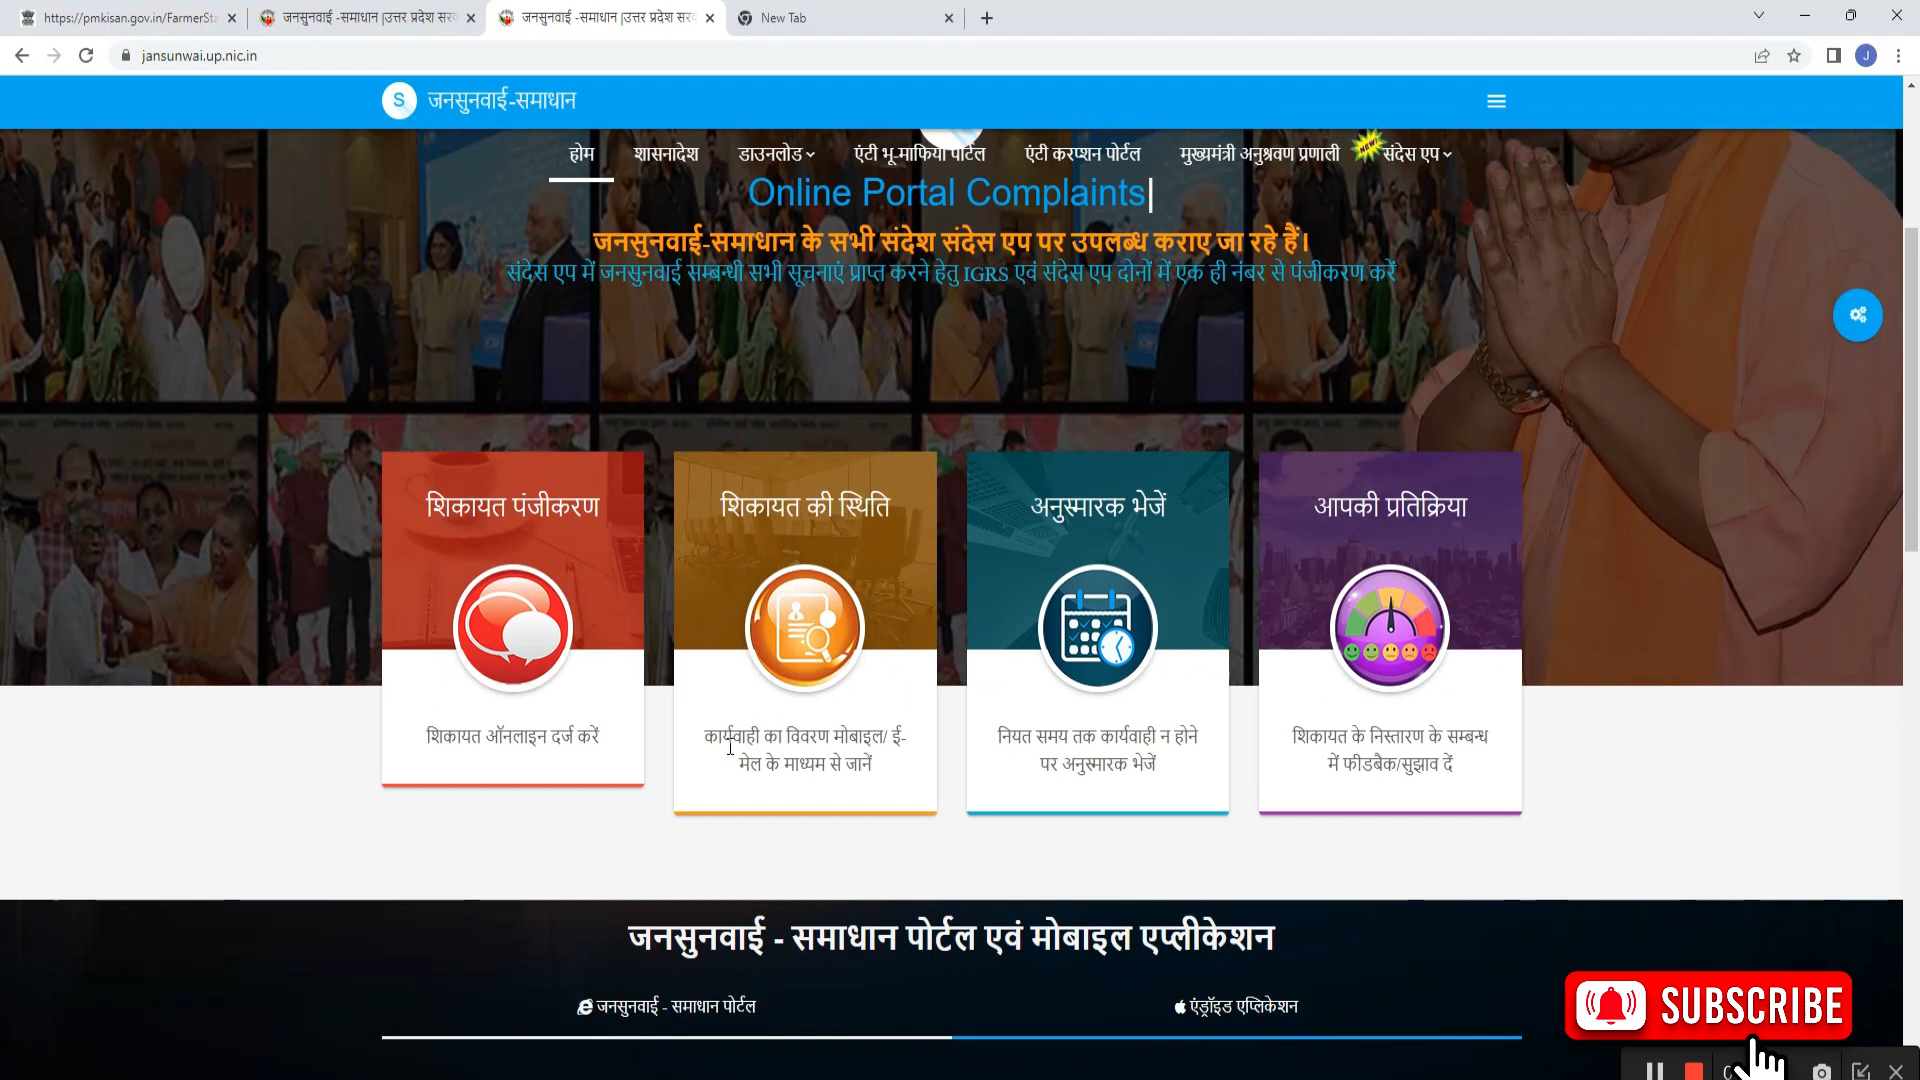 https://pmkisan.gov.in/FarmerSta
जनसुनवाई -समाधान |उत्तर प्रदेश सरव
जनसुनवाई -समाधान |उत्तर प्रदेश सरव
New Tab
jansunwai.up.nic.in
J
S जनसुनवाई-समाधान
होम शासनादेश डाउनलोड एंटी भू-माफिया पोर्टल एंटी करप्शन पोर्टल मुख्यमंत्री अनुश्रवण प्रणाली NEW संदेस एप
Online Portal Complaints|
जनसुनवाई-समाधान के सभी संदेश संदेस एप पर उपलब्ध कराए जा रहे हैं।
संदेस एप में जनसुनवाई सम्बन्धी सभी सूचनाएं प्राप्त करने हेतु IGRS एवं संदेस एप दोनों में एक ही नंबर से पंजीकरण करें
शिकायत पंजीकरण
शिकायत ऑनलाइन दर्ज करें
शिकायत की स्थिति
कार्यवाही का विवरण मोबाइल/ ई-
मेल के माध्यम से जानें
अनुस्मारक भेजें
नियत समय तक कार्यवाही न होने
पर अनुस्मारक भेजें
आपकी प्रतिक्रिया
शिकायत के निस्तारण के सम्बन्ध
में फीडबैक/सुझाव दें
जनसुनवाई - समाधान पोर्टल एवं मोबाइल एप्लीकेशन
जनसुनवाई - समाधान पोर्टल
एंड्रॉइड एप्लिकेशन
SUBSCRIBE